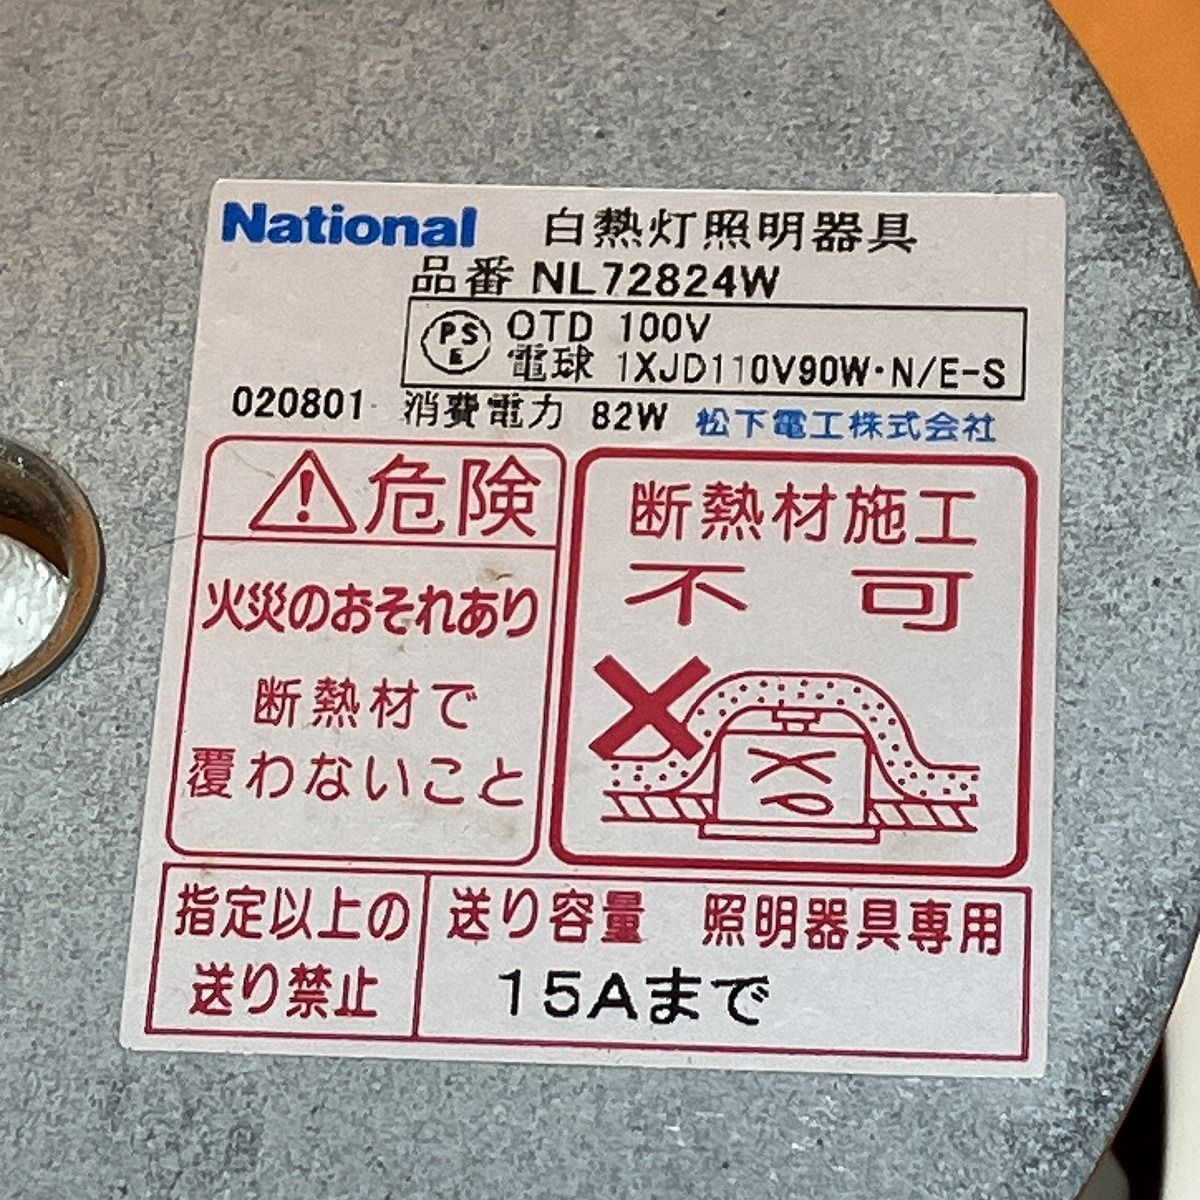 National 白熱灯照明器具
品番 NL72824W
PS E OTD 100V
電球 1XJD110V90W・N/E-S
020801 消費電力 82W 松下電工株式会社
危険
火災のおそれあり
断熱材で
覆わないこと
断熱材施工
不可
指定以上の
送り禁止
送り容量 照明器具専用
15Aまで